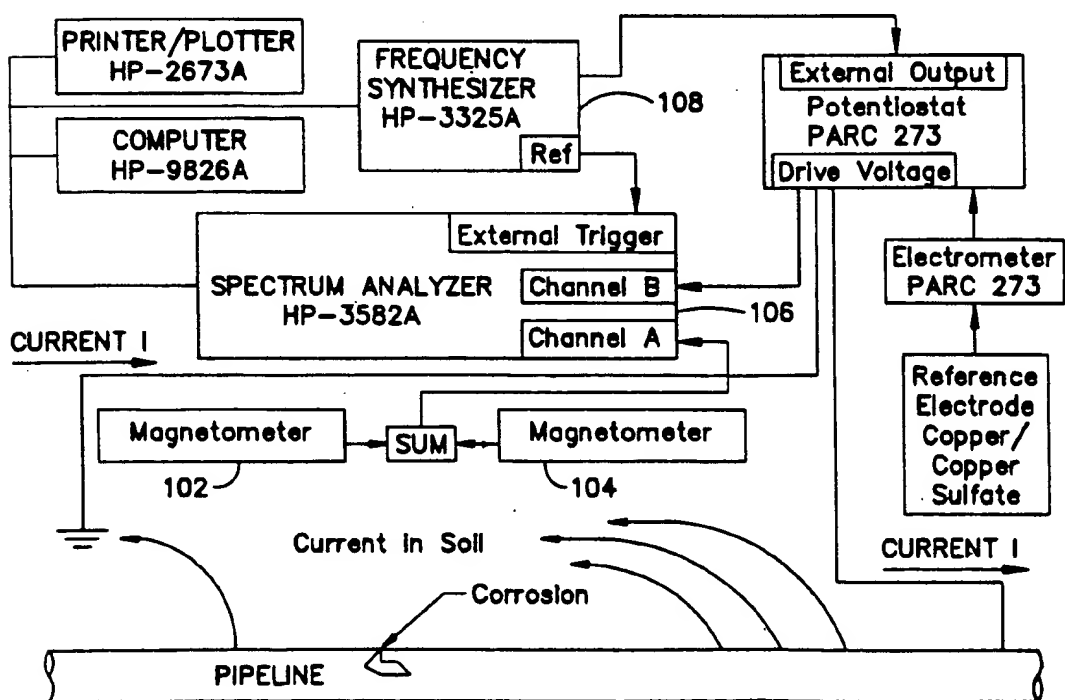 PRINTER/PLOTTER
HP-2673A
COMPUTER
HP-9826A
FREQUENCY
SYNTHESIZER
HP-3325A
Ref
108
External Output
Potentiostat
PARC 273
Drive Voltage
External Trigger
SPECTRUM ANALYZER
HP-3582A
Channel B
106
Channel A
Electrometer
PARC 273
CURRENT I
Reference
Electrode
Copper/
Copper
Sulfate
Magnetometer
SUM
Magnetometer
102
104
Current in Soil
CURRENT I
Corrosion
PIPELINE